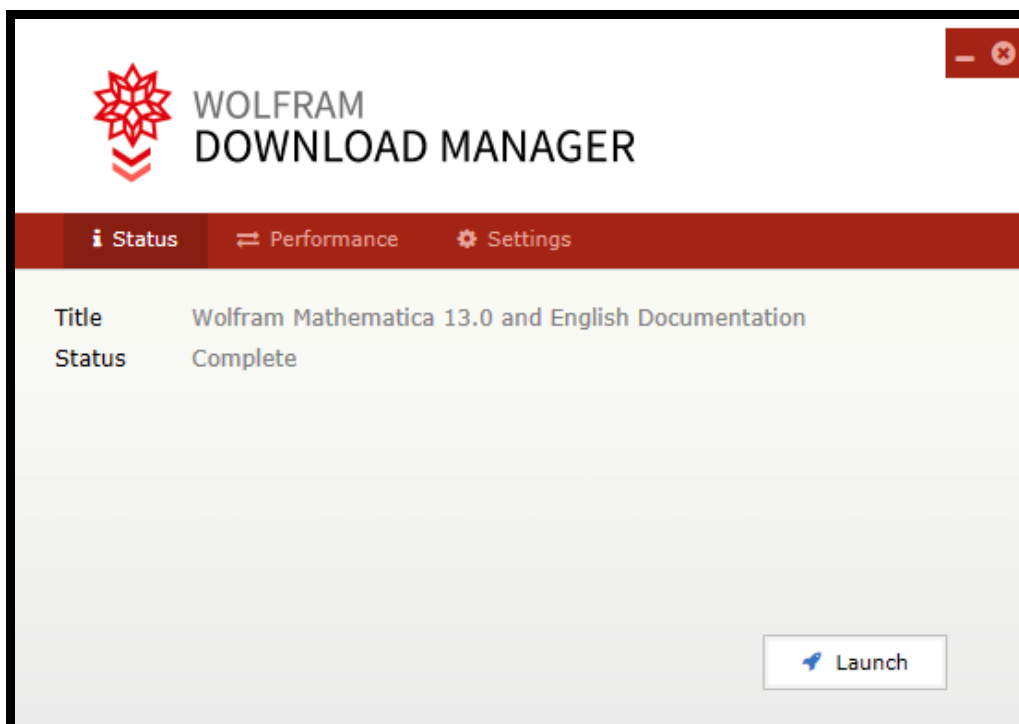 WOLFRAM
DOWNLOAD MANAGER
Status Performance Settings
Title Wolfram Mathematica 13.0 and English Documentation
Status Complete
Launch